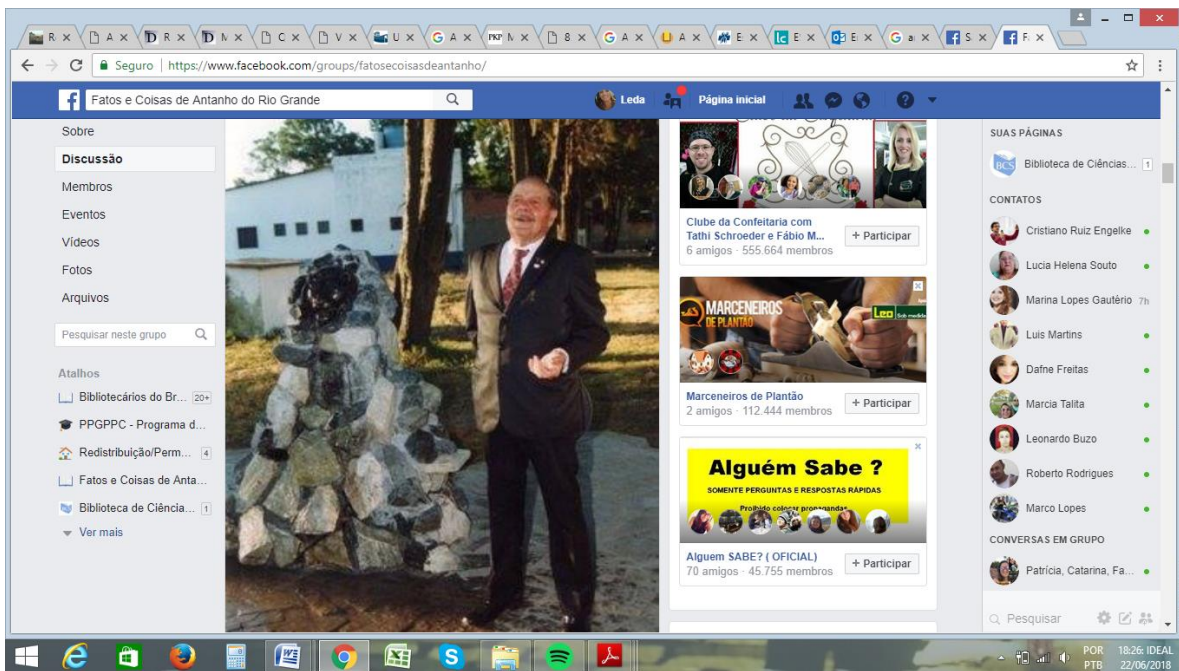 Seguro | https://www.facebook.com/groups/fatosecoisasdeantanho/
Fatos e Coisas de Antanho do Rio Grande
Leda
Página inicial
Sobre
Discussão
Membros
Eventos
Vídeos
Fotos
Arquivos
Pesquisar neste grupo
Atalhos
Bibliotecários do Br... 20+
PPGPPC - Programa d...
Redistribuição/Perm... 4
Fatos e Coisas de Anta...
Biblioteca de Ciência... 1
Ver mais
Clube da Confeitaria com
Tathi Schroeder e Fábio M...
6 amigos · 555.664 membros
+ Participar
MARCENEIROS
DE PLANTÃO
Leo
Sob medida
Marceneiros de Plantão
2 amigos · 112.444 membros
+ Participar
Alguém Sabe ?
SOMENTE PERGUNTAS E RESPOSTAS RÁPIDAS
Proibido colocar propagandas
Alguem SABE? ( OFICIAL)
70 amigos · 45.755 membros
+ Participar
SUAS PÁGINAS
BCS
Biblioteca de Ciências... 1
CONTATOS
Cristiano Ruiz Engelke
Lucia Helena Souto
Marina Lopes Gautério 7h
Luis Martins
Dafne Freitas
Marcia Talita
Leonardo Buzo
Roberto Rodrigues
Marco Lopes
CONVERSAS EM GRUPO
Patrícia, Catarina, Fa...
Pesquisar
POR
PTB
18:26: IDEAL
22/06/2018